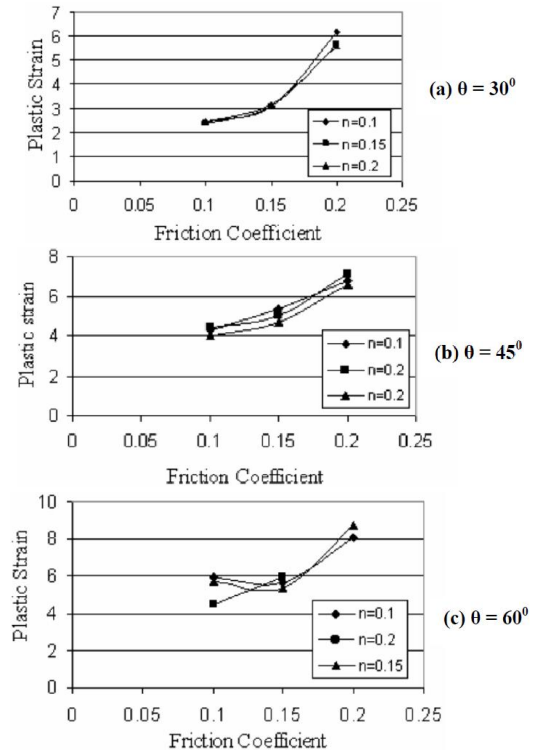 7
6
5
4
3
2
1
0
Plastic Strain
n=0.1
n=0.15
n=0.2
0 0.05 0.1 0.15 0.2 0.25
Friction Coefficient
(a) θ = 30⁰
8
6
4
2
0
Plastic strain
n=0.1
n=0.2
n=0.2
0 0.05 0.1 0.15 0.2 0.25
Friction Coefficient
(b) θ = 45⁰
10
8
6
4
2
0
Plastic Strain
n=0.1
n=0.2
n=0.15
0 0.05 0.1 0.15 0.2 0.25
Friction Coefficient
(c) θ = 60⁰